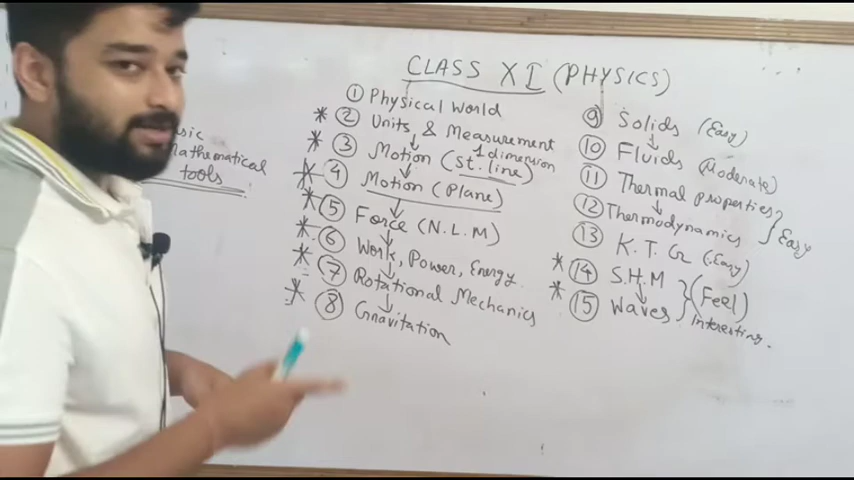 CLASS XI (PHYSICS)
Mathematical
tools
① Physical World
* ② Units & Measurement
* ③ Motion (St. line)
1 dimension
* ④ Motion (Plane)
* ⑤ Force (N.L.M)
* ⑥ Work, Power, Energy
* ⑦ Rotational Mechanics
* ⑧ Gravitation
⑨ Solids (Easy)
⑩ Fluids (Moderate)
⑪ Thermal properties
⑫ Thermodynamics } Easy
⑬ K.T.G (Easy)
* ⑭ S.H.M
* ⑮ Waves } (Feel)
interesting.